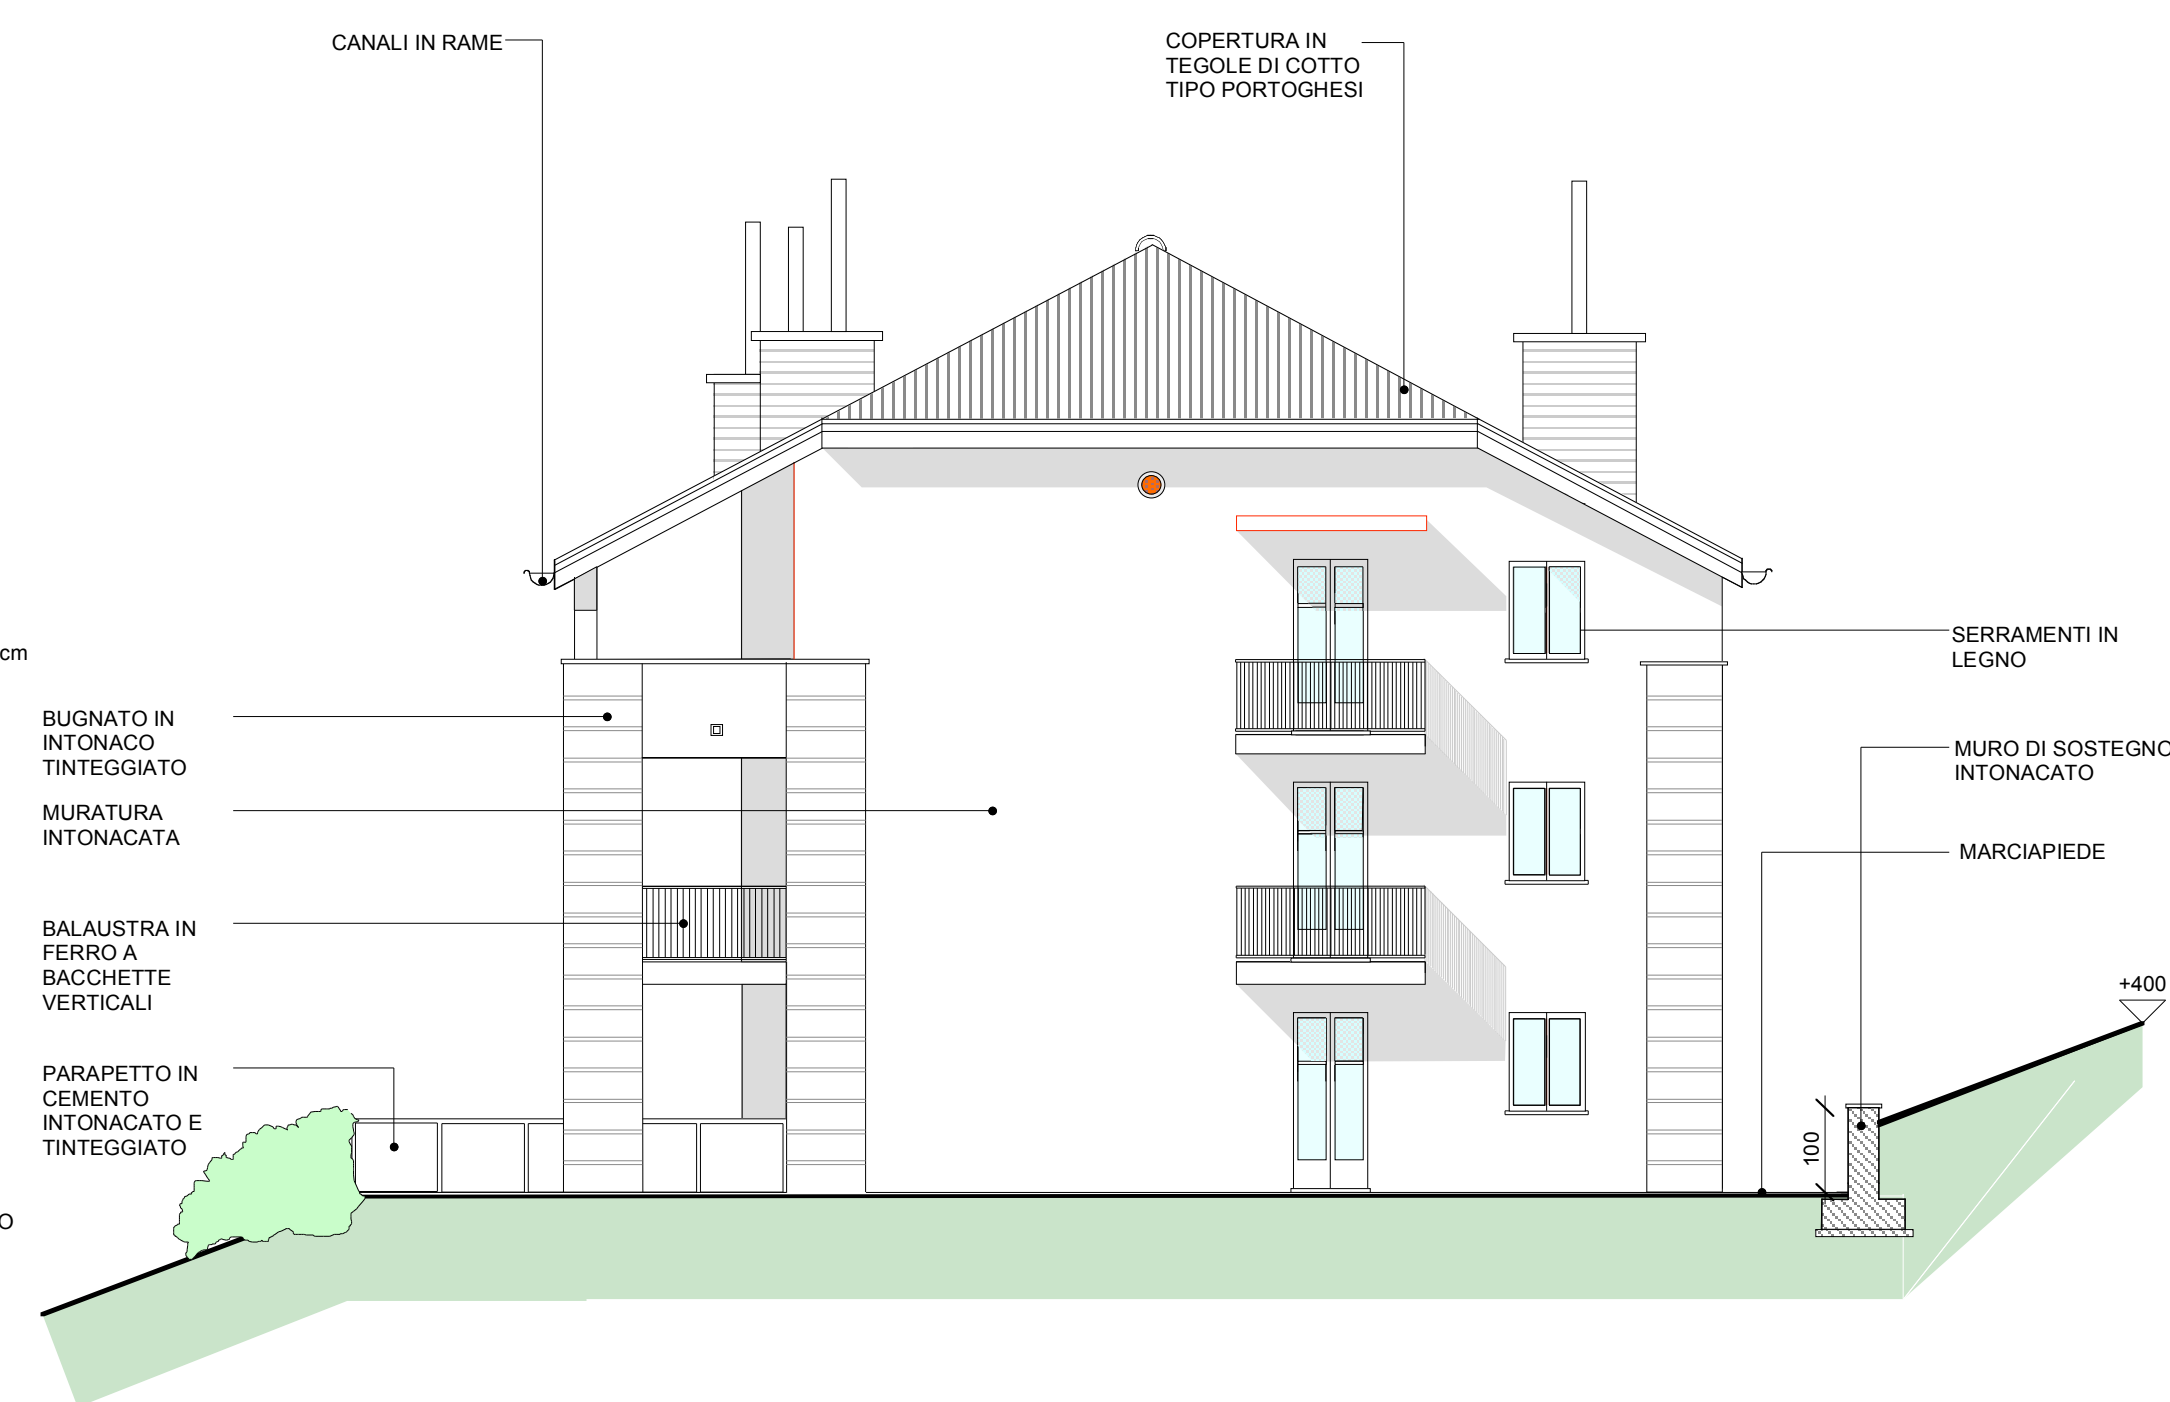 CANALI IN RAME
COPERTURA IN
TEGOLE DI COTTO
TIPO PORTOGHESI
cm
SERRAMENTI IN
LEGNO
BUGNATO IN
INTONACO
TINTEGGIATO
MURO DI SOSTEGNO
INTONACATO
MURATURA
INTONACATA
MARCIAPIEDE
BALAUSTRA IN
FERRO A
BACCHETTE
VERTICALI
+400
PARAPETTO IN
CEMENTO
INTONACATO E
TINTEGGIATO
100
O